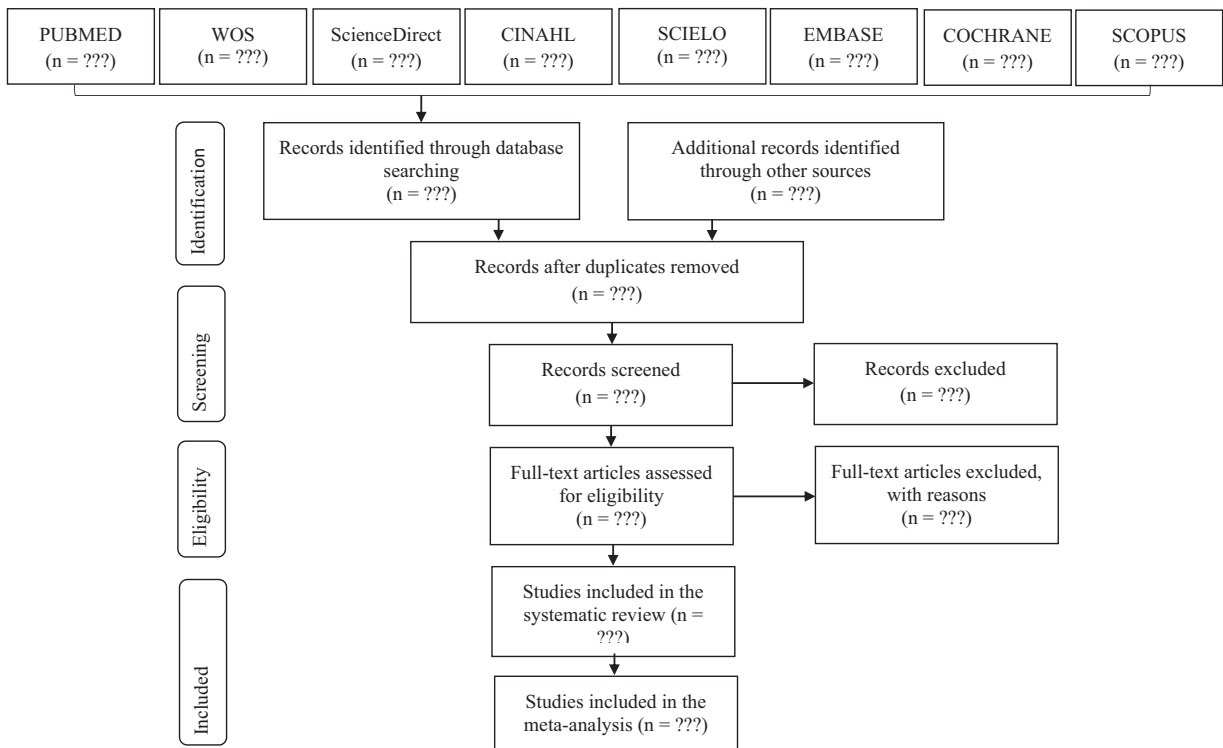 PUBMED
(n = ???)
WOS
(n = ???)
ScienceDirect
(n = ???)
CINAHL
(n = ???)
SCIELO
(n = ???)
EMBASE
(n = ???)
COCHRANE
(n = ???)
SCOPUS
(n = ???)
Identification
Records identified through database
searching
(n = ???)
Additional records identified
through other sources
(n = ???)
Records after duplicates removed
(n = ???)
Screening
Records screened
(n = ???)
Records excluded
(n = ???)
Eligibility
Full-text articles assessed
for eligibility
(n = ???)
Full-text articles excluded,
with reasons
(n = ???)
Included
Studies included in the
systematic review (n =
???)
Studies included in the
meta-analysis (n = ???)